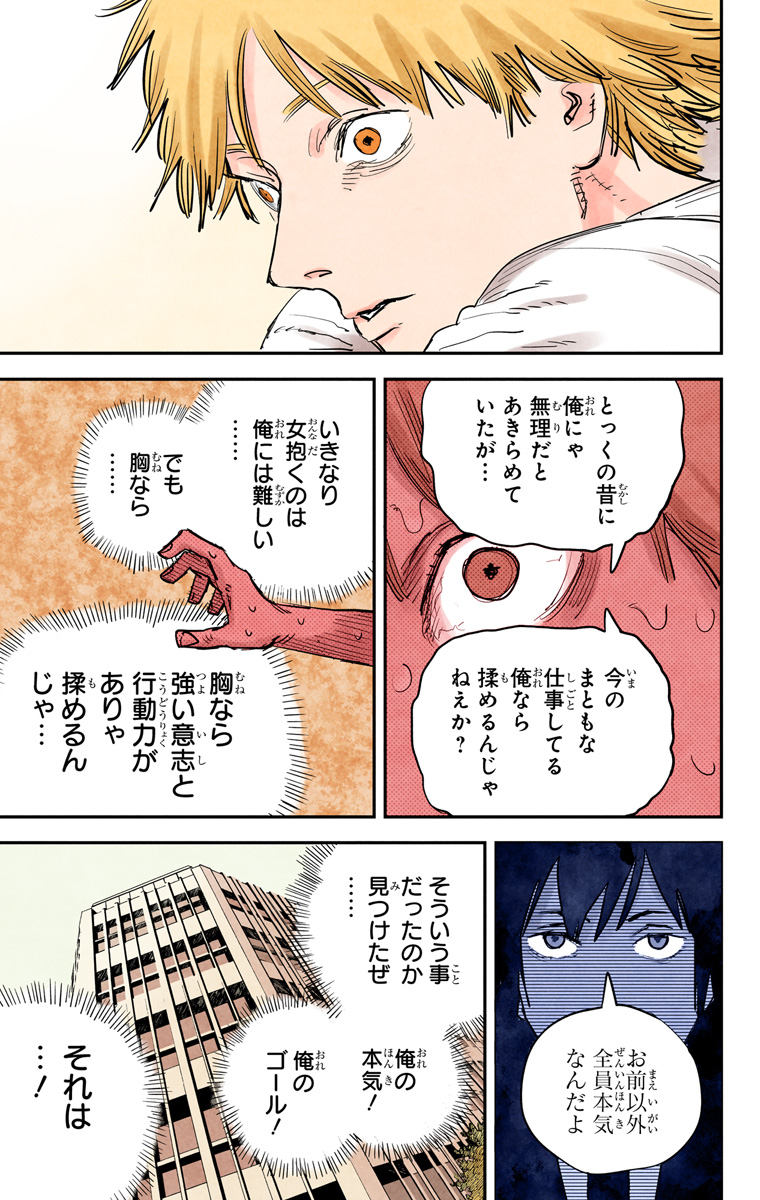 とっくの昔に
俺にゃ
無理だと
あきらめて
いたが…
今の
まともな
仕事してる
俺なら
揉めるんじゃ
ねえか?
いきなり
女抱くのは
俺には難しい
……
でも
胸なら
……
胸なら
強い意志と
行動力が
ありゃ
揉めるん
じゃ…
お前以外
全員本気
なんだよ
そういう事
だったのか
見つけたぜ
……
俺の
本気!
俺の
ゴール!
それは
…!